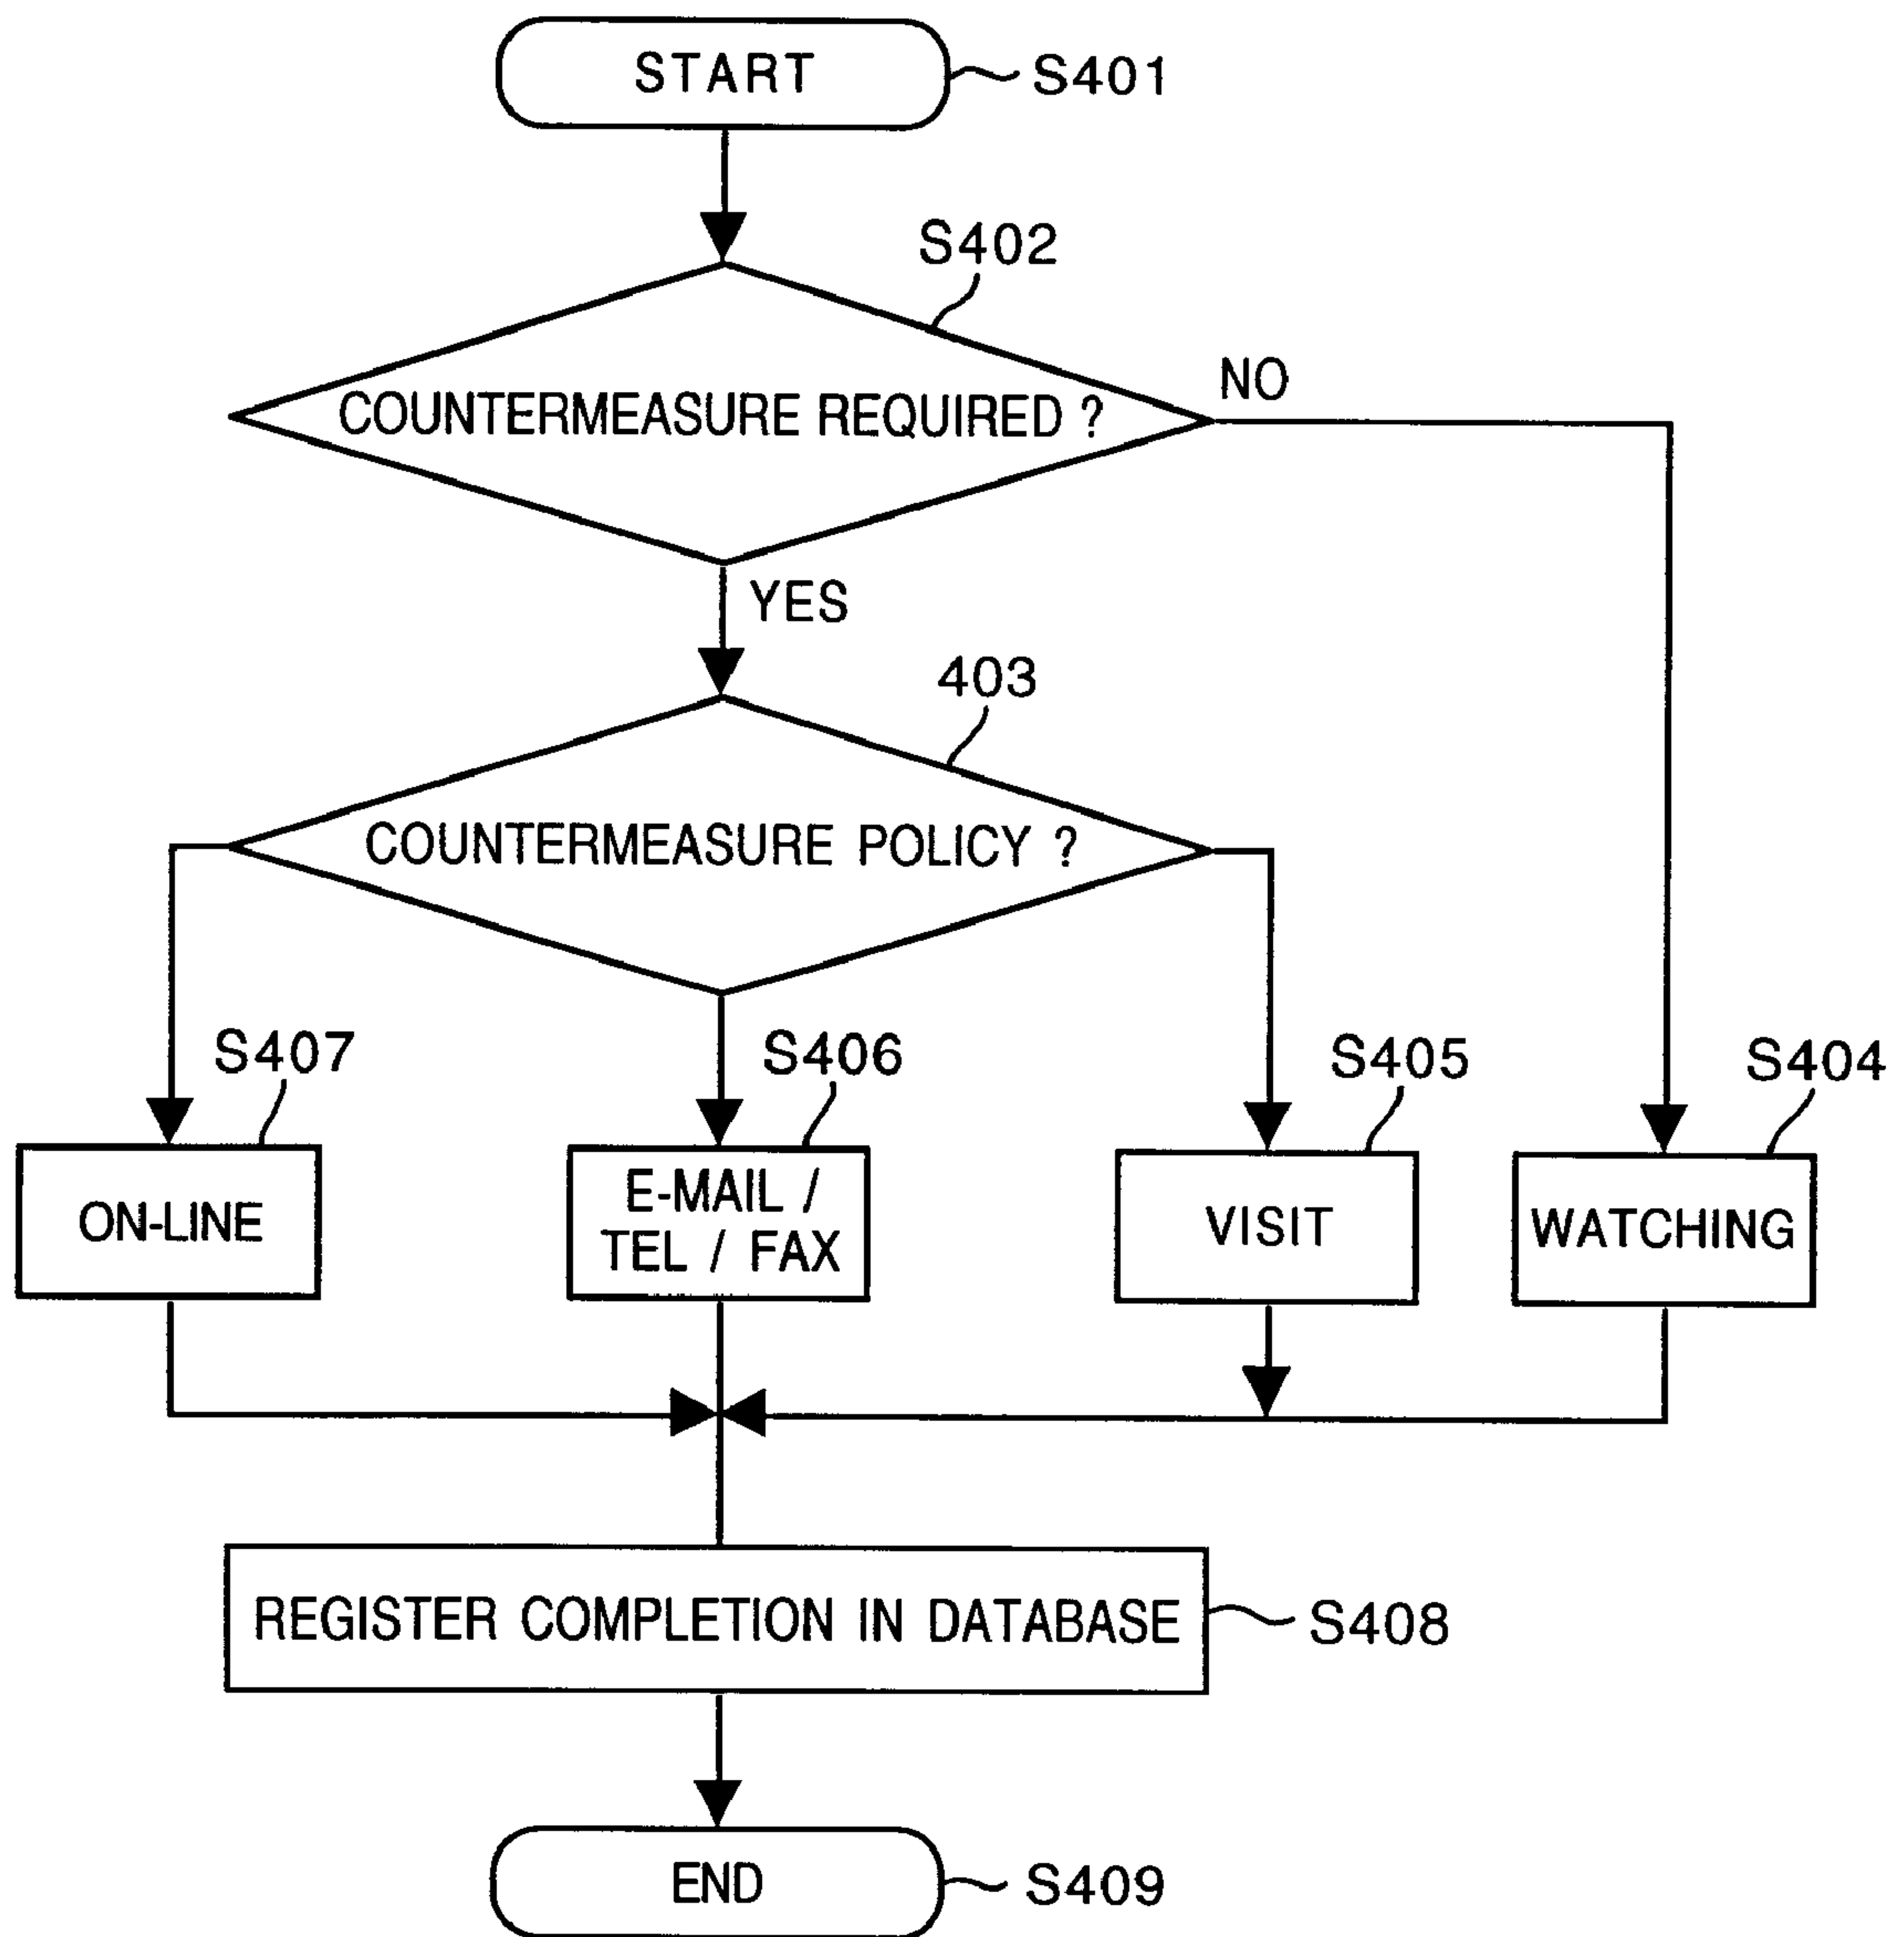 START
S401
S402
COUNTERMEASURE REQUIRED ?
NO
YES
403
COUNTERMEASURE POLICY ?
S407
S406
S405
S404
ON-LINE
E-MAIL /
TEL / FAX
VISIT
WATCHING
REGISTER COMPLETION IN DATABASE
S408
END
S409